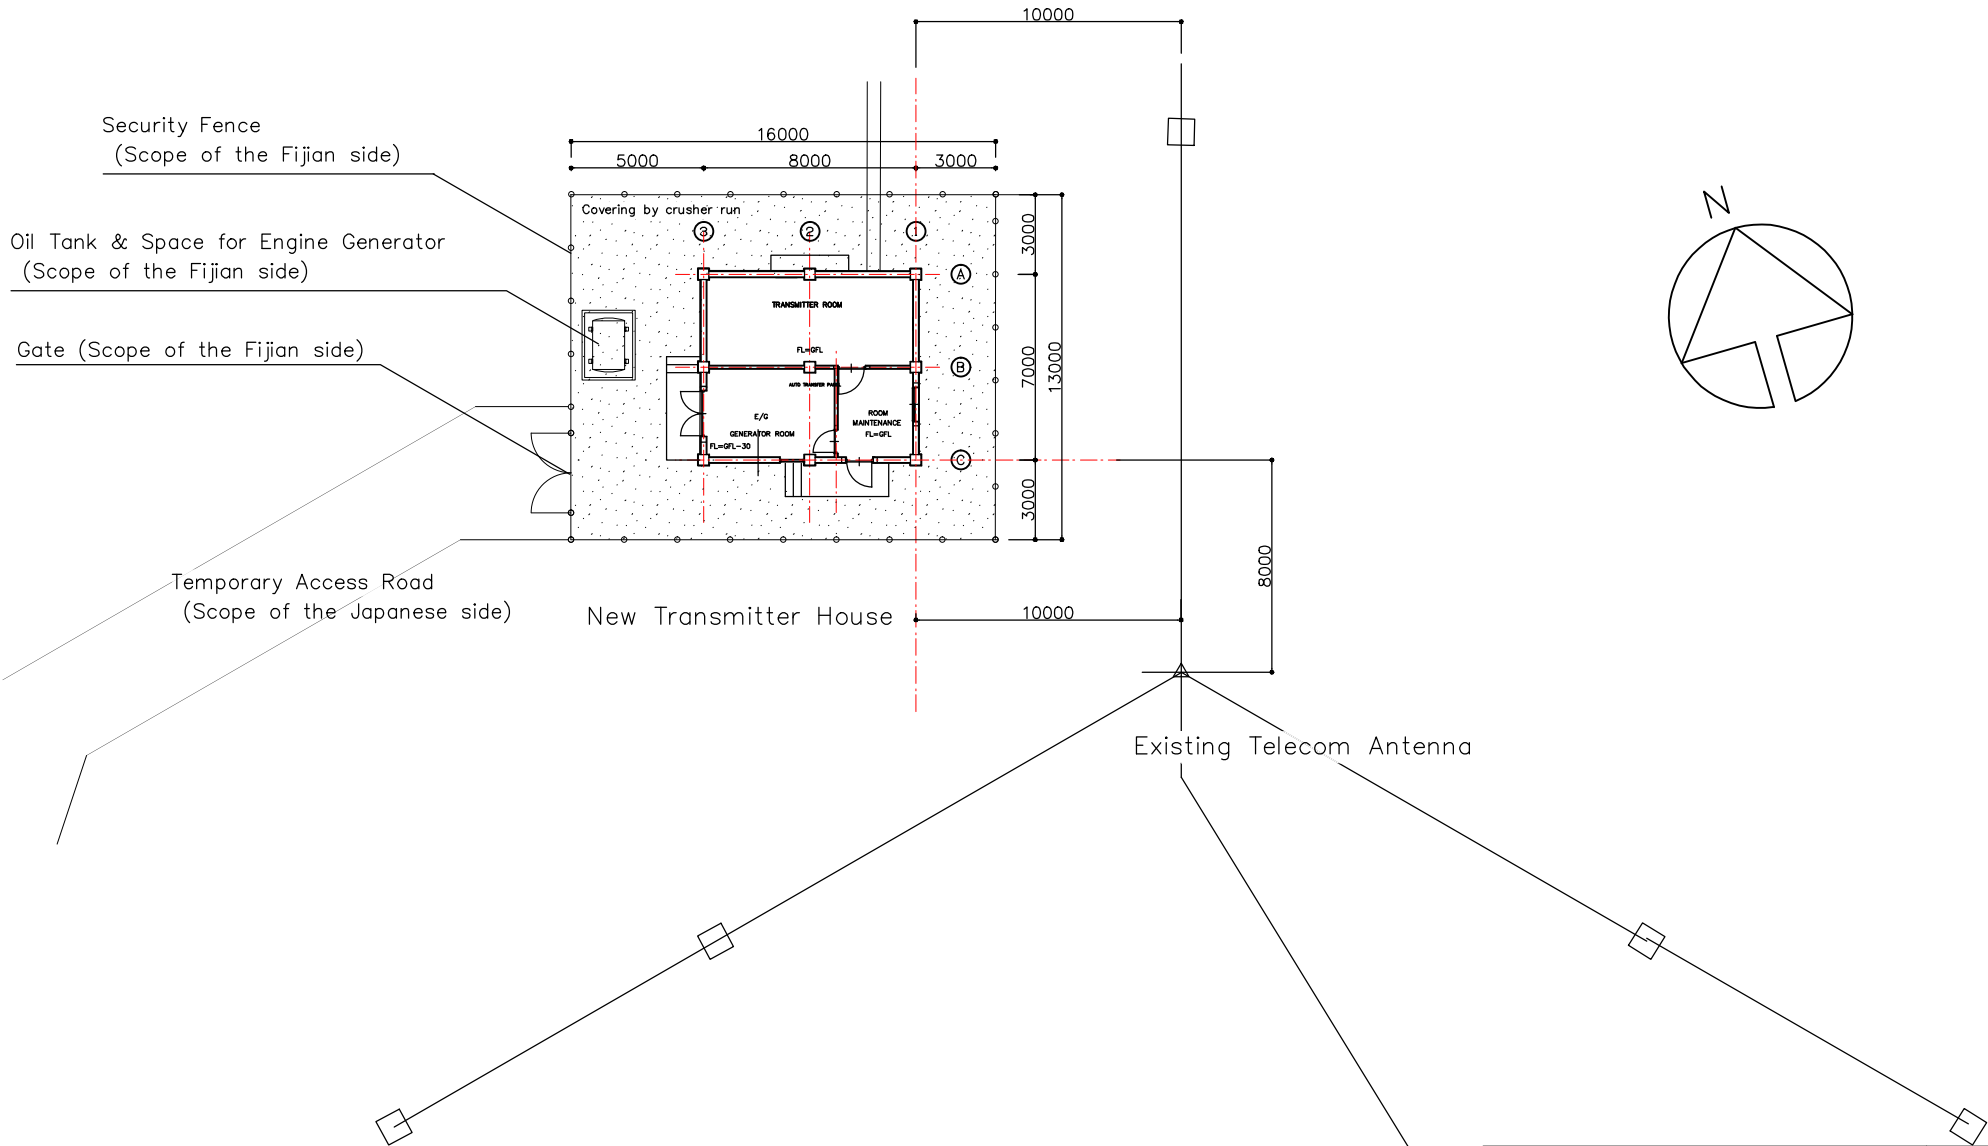 10000
Security Fence
(Scope of the Fijian side)
16000
5000
8000
3000
N
Covering by crusher run
3000
Oil Tank & Space for Engine Generator
(Scope of the Fijian side)
3
2
1
A
TRANSMITTER ROOM
FL=GFL
Gate (Scope of the Fijian side)
B
7000
13000
AUTO TRANSFER PANEL
E/G
GENERATOR ROOM
FL=GFL-30
ROOM
MAINTENANCE
FL=GFL
C
3000
8000
Temporary Access Road
(Scope of the Japanese side)
New Transmitter House
10000
Existing Telecom Antenna